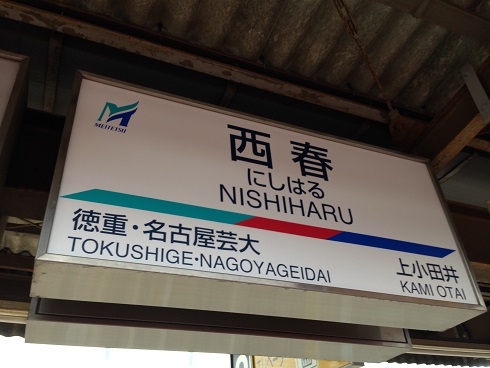 MEITETSU
西春
にしはる
NISHIHARU
徳重・名古屋芸大
TOKUSHIGE・NAGOYAGEIDAI
上小田井
KAMI OTAI